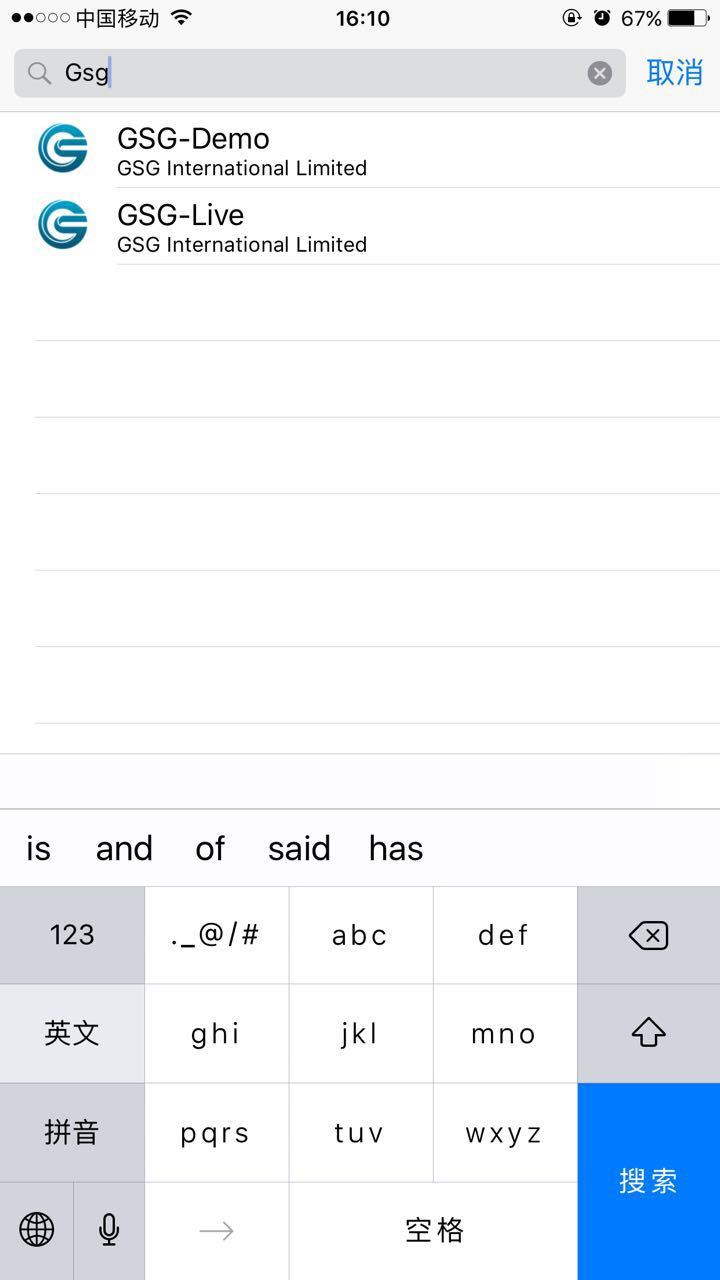 中国移动 16:10 67%
Gsg 取消
GSG-Demo
GSG International Limited
GSG-Live
GSG International Limited
is and of said has
123 ._@/# abc def
英文 ghi jkl mno
拼音 pqrs tuv wxyz
搜索
空格